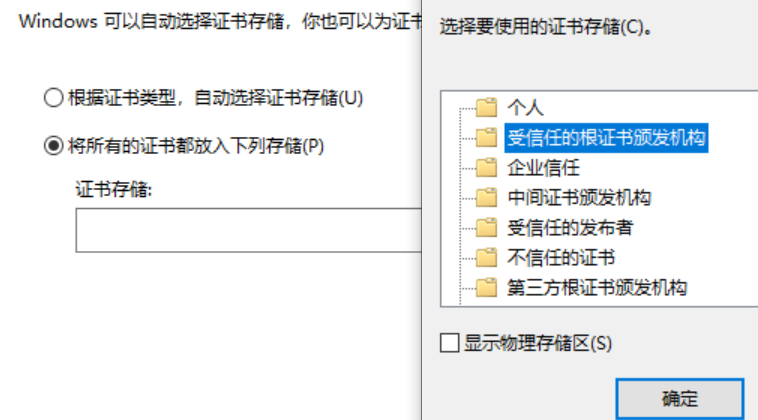 Windows 可以自动选择证书存储，你也可以为证
选择要使用的证书存储(C)。
根据证书类型，自动选择证书存储(U)
将所有的证书都放入下列存储(P)
证书存储:
个人
受信任的根证书颁发机构
企业信任
中间证书颁发机构
受信任的发布者
不信任的证书
第三方根证书颁发机构
显示物理存储区(S)
确定